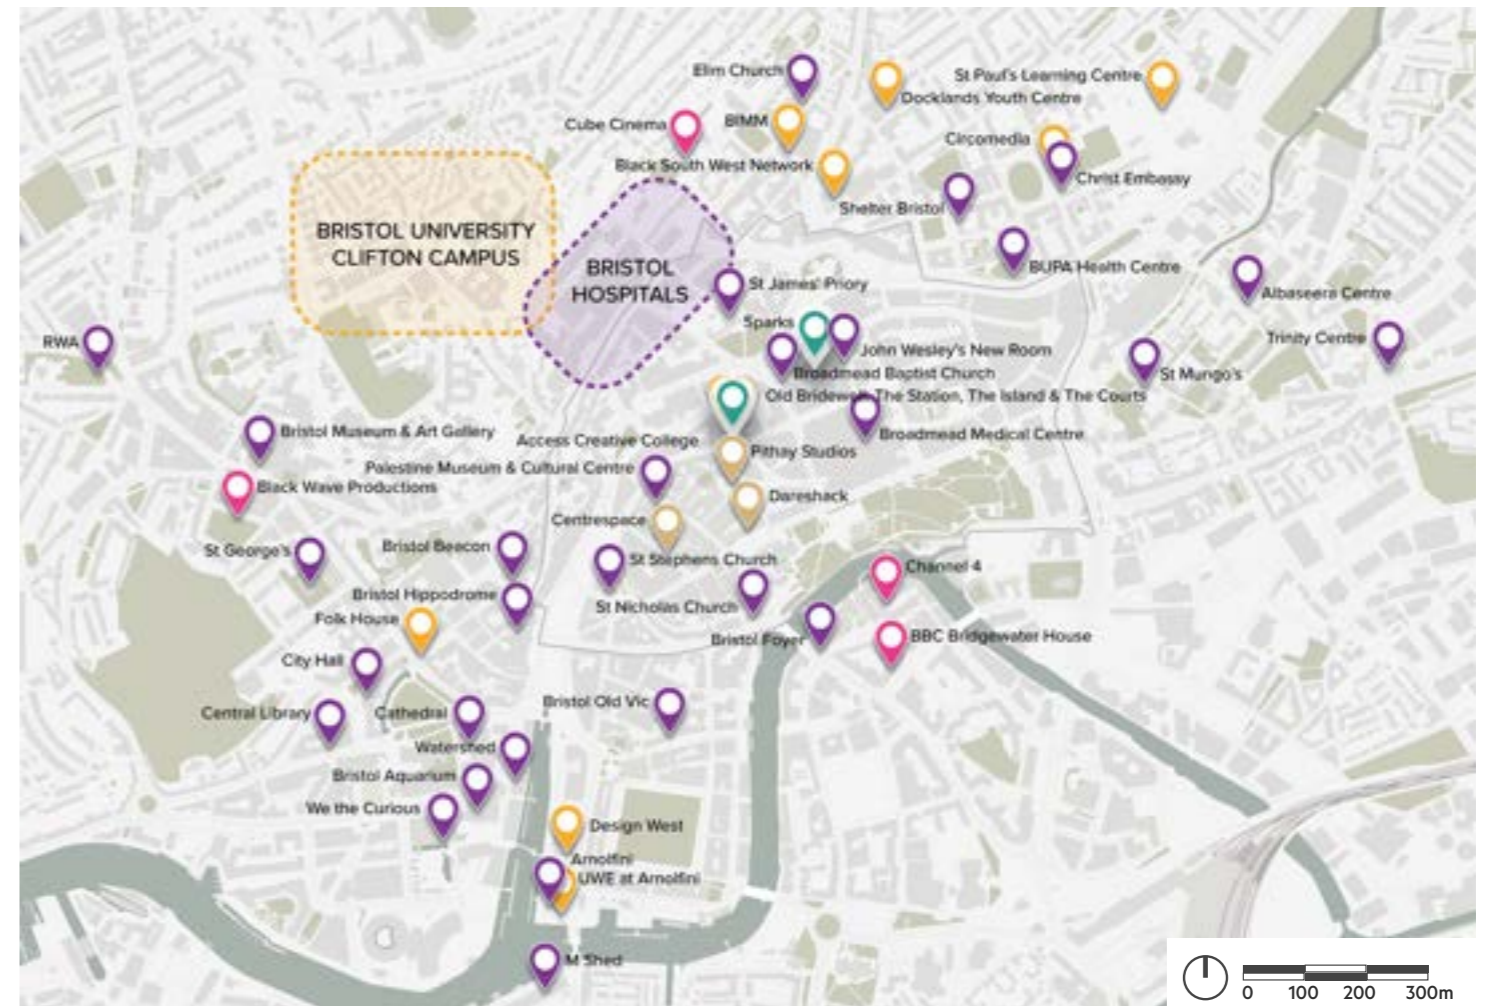 Elim Church
St Paul's Learning Centre
Docklands Youth Centre
Cube Cinema
BIMM
Circomedia
Black South West Network
Christ Embassy
Shelter Bristol
BRISTOL UNIVERSITY
CLIFTON CAMPUS
BRISTOL
HOSPITALS
BUPA Health Centre
St James' Priory
Albaseera Centre
Sparks
RWA
John Wesley's New Room
Trinity Centre
Broadmead Baptist Church
St Mungo's
Old Bridewell, The Station, The Island & The Courts
Bristol Museum & Art Gallery
Access Creative College
Broadmead Medical Centre
Pithay Studios
Palestine Museum & Cultural Centre
Black Wave Productions
Dareshack
Centrespace
St George's
Bristol Beacon
St Stephens Church
Channel 4
Bristol Hippodrome
St Nicholas Church
Folk House
Bristol Foyer
BBC Bridgewater House
City Hall
Bristol Old Vic
Central Library
Cathedral
Watershed
Bristol Aquarium
We the Curious
Design West
Arnolfini
UWE at Arnolfini
M Shed
0 100 200 300m